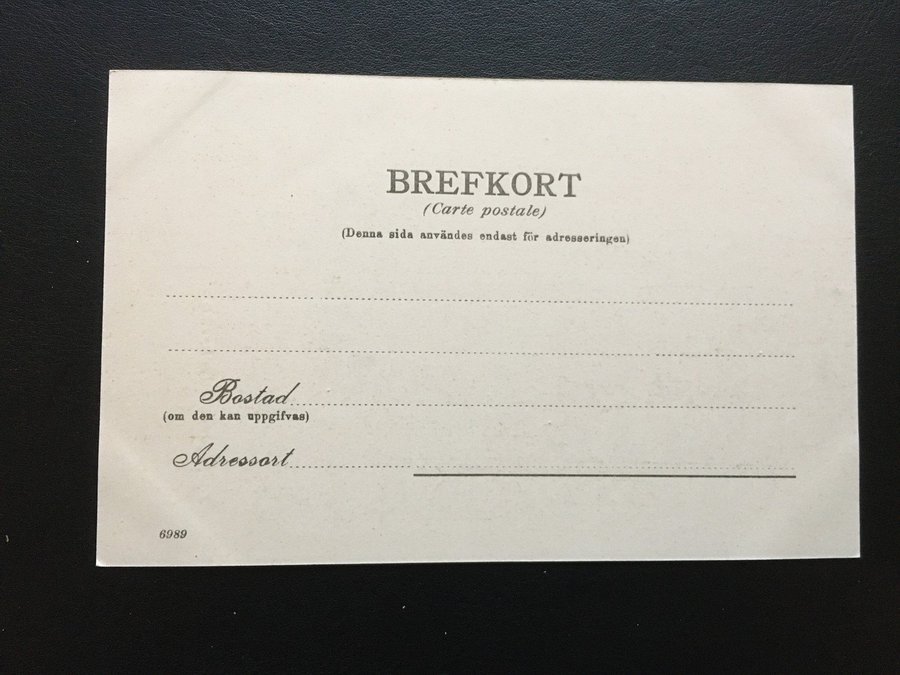 BREFKORT
(Carte postale)
(Denna sida användes endast för adresseringen)
Bostad
(om den kan uppgifvas)
Adressort
6989